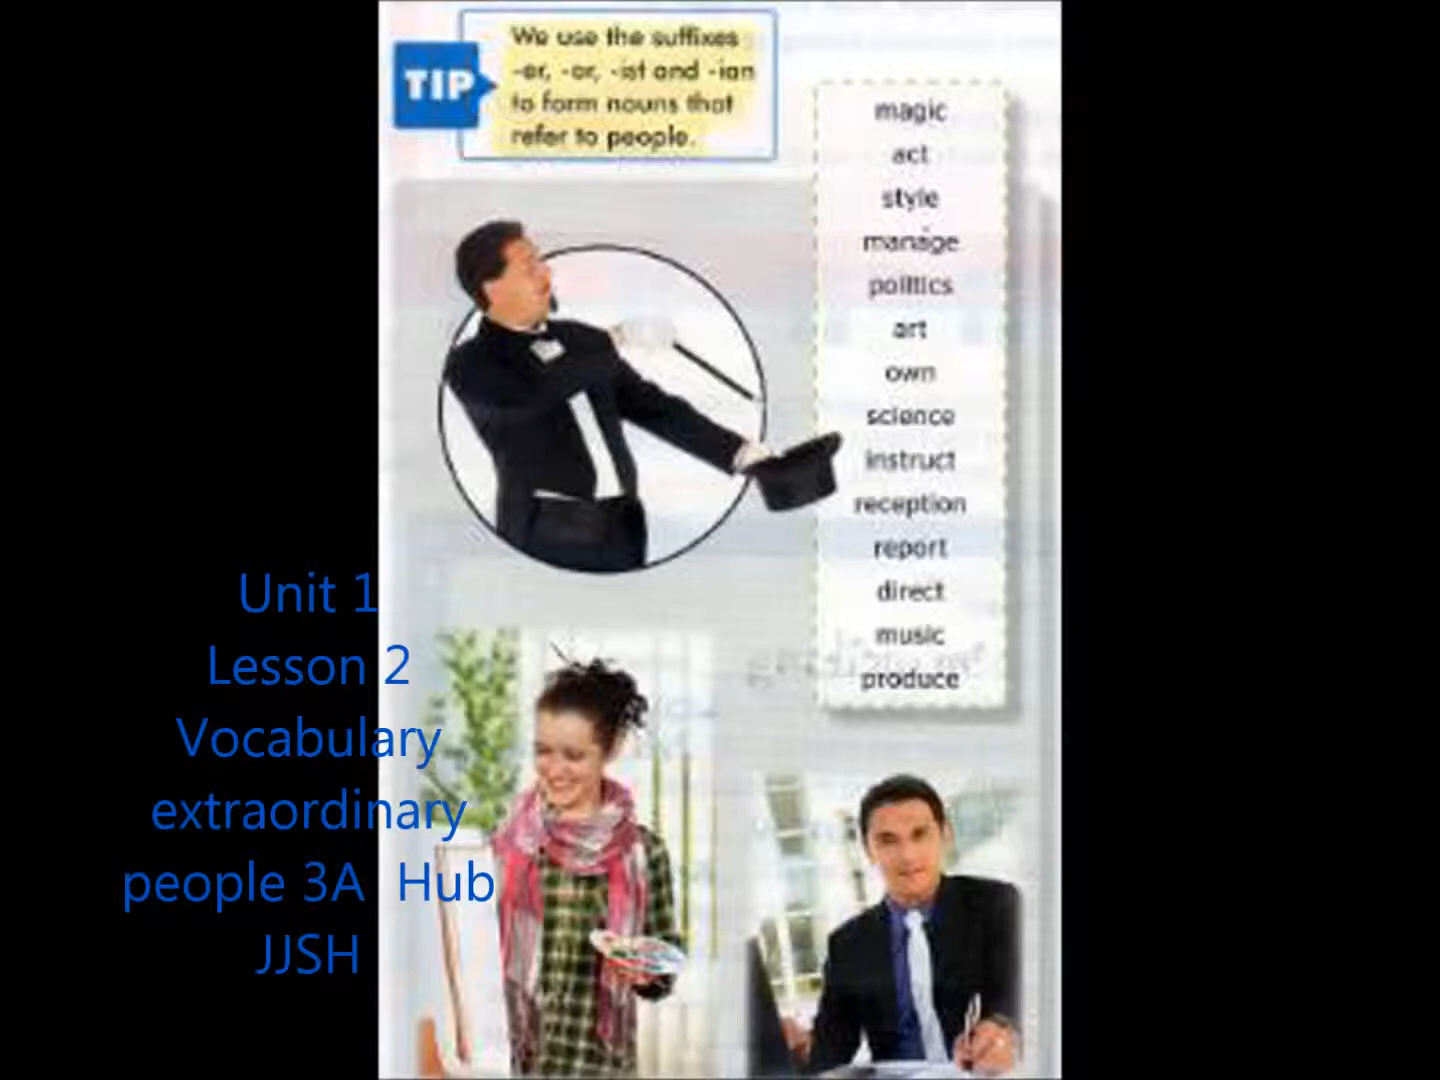 We use the suffixes
-er, -or, -ist and -ian
to form nouns that
refer to people.
TIP
magic
act
style
manage
politics
art
own
science
instruct
reception
report
direct
music
produce
Unit 1
Lesson 2
Vocabulary
extraordinary
people 3A Hub
JJSH